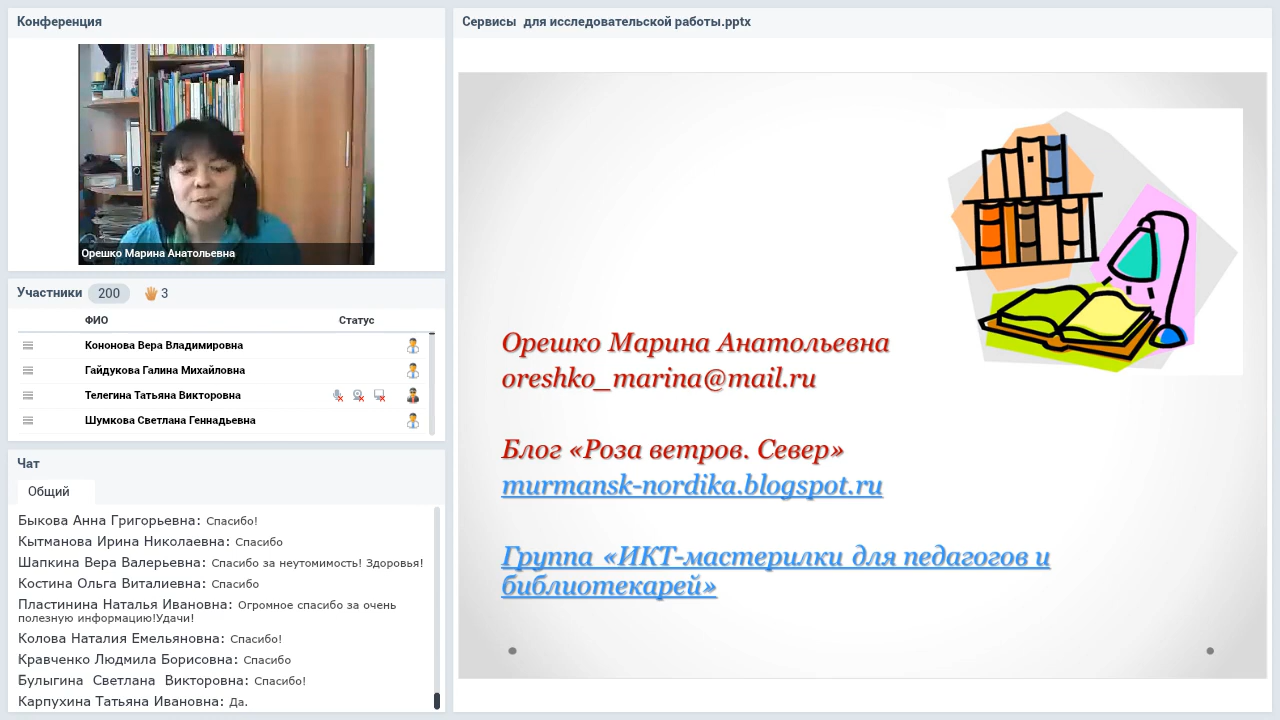 Конференция
Орешко Марина Анатольевна
Участники 200 3
ФИО Статус
Кононова Вера Владимировна
Гайдукова Галина Михайловна
Телегина Татьяна Викторовна
Шумкова Светлана Геннадьевна
Чат
Общий
Быкова Анна Григорьевна: Спасибо!
Кытманова Ирина Николаевна: Спасибо
Шапкина Вера Валерьевна: Спасибо за неутомимость! Здоровья!
Костина Ольга Виталиевна: Спасибо
Пластинина Наталья Ивановна: Огромное спасибо за очень
полезную информацию!Удачи!
Колова Наталия Емельяновна: Спасибо!
Кравченко Людмила Борисовна: Спасибо
Булыгина Светлана Викторовна: Спасибо!
Карпухина Татьяна Ивановна: Да.
Сервисы для исследовательской работы.pptx
Орешко Марина Анатольевна
oreshko_marina@mail.ru
Блог «Роза ветров. Север»
murmansk-nordika.blogspot.ru
Группа «ИКТ-мастерилки для педагогов и
библиотекарей»